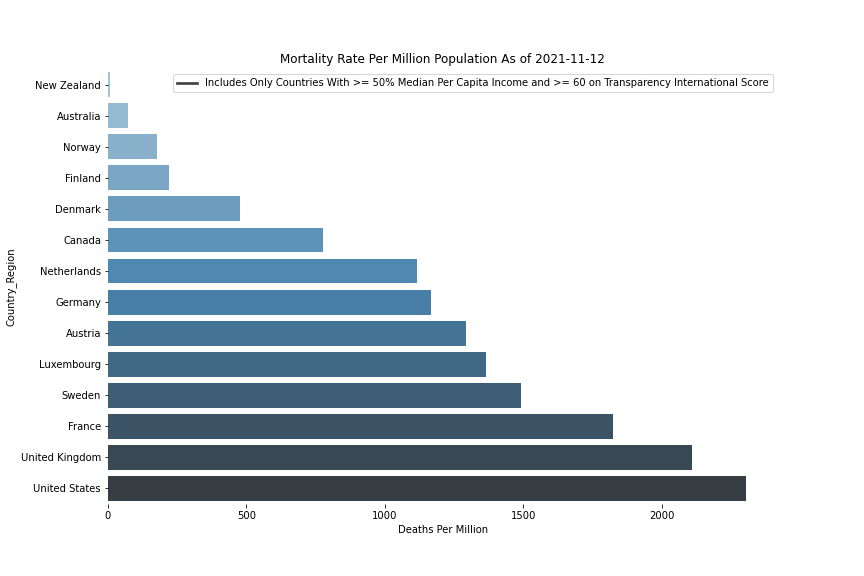 Mortality Rate Per Million Population As of 2021-11-12
Includes Only Countries With >= 50% Median Per Capita Income and >= 60 on Transparency International Score
Country_Region
New Zealand
Australia
Norway
Finland
Denmark
Canada
Netherlands
Germany
Austria
Luxembourg
Sweden
France
United Kingdom
United States
0 500 1000 1500 2000
Deaths Per Million